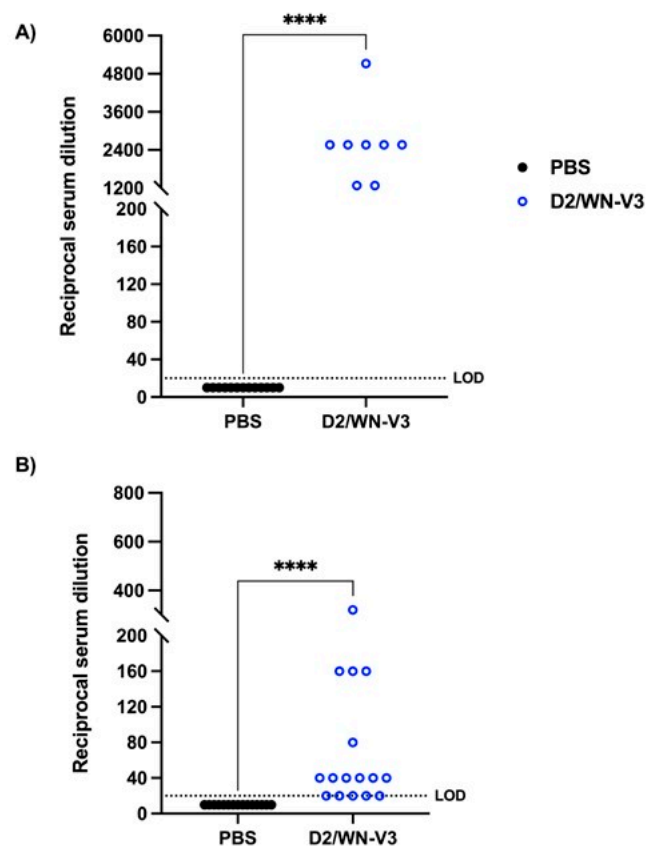 A)
****
Reciprocal serum dilution
6000
4800
3600
2400
1200
200
160
120
80
40
0
LOD
PBS
D2/WN-V3
PBS
D2/WN-V3
B)
****
Reciprocal serum dilution
800
600
400
200
160
120
80
40
0
LOD
PBS
D2/WN-V3